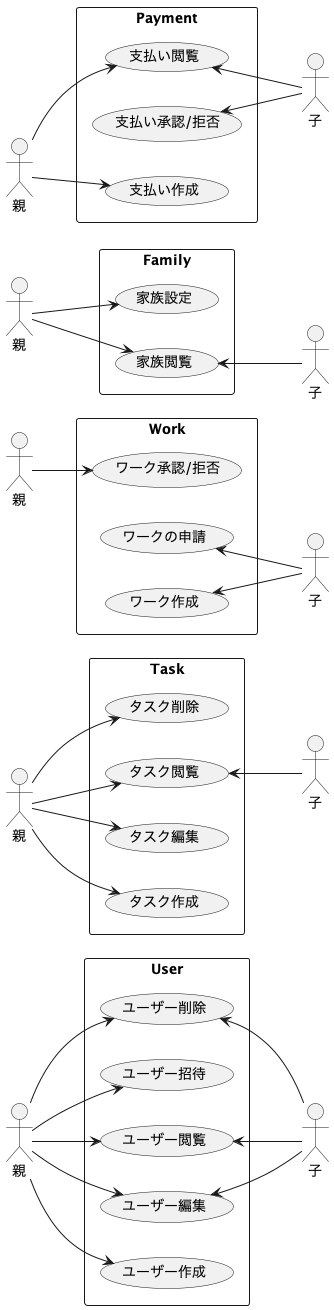 Payment
支払い閲覧
支払い承認/拒否
支払い作成
親
子
Family
家族設定
家族閲覧
親
子
Work
ワーク承認/拒否
ワークの申請
ワーク作成
親
子
Task
タスク削除
タスク閲覧
タスク編集
タスク作成
親
子
User
ユーザー削除
ユーザー招待
ユーザー閲覧
ユーザー編集
ユーザー作成
親
子